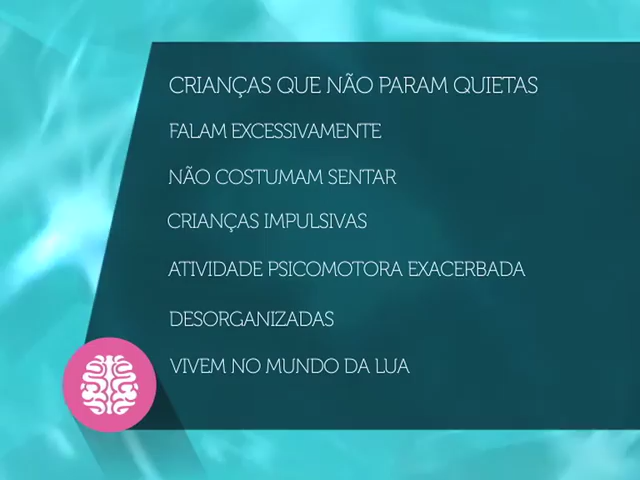 CRIANÇAS QUE NÃO PARAM QUIETAS
FALAM EXCESSIVAMENTE
NÃO COSTUMAM SENTAR
CRIANÇAS IMPULSIVAS
ATIVIDADE PSICOMOTORA EXACERBADA
DESORGANIZADAS
VIVEM NO MUNDO DA LUA